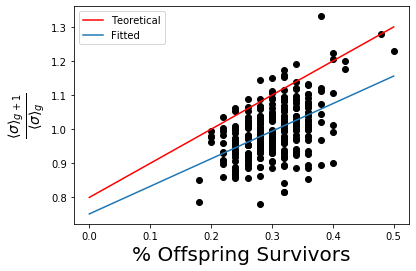 Teoretical
Fitted
1.3
1.2
1.1
1.0
0.9
0.8
⟨σ⟩g+1
⟨σ⟩g
0.0 0.1 0.2 0.3 0.4 0.5
% Offspring Survivors